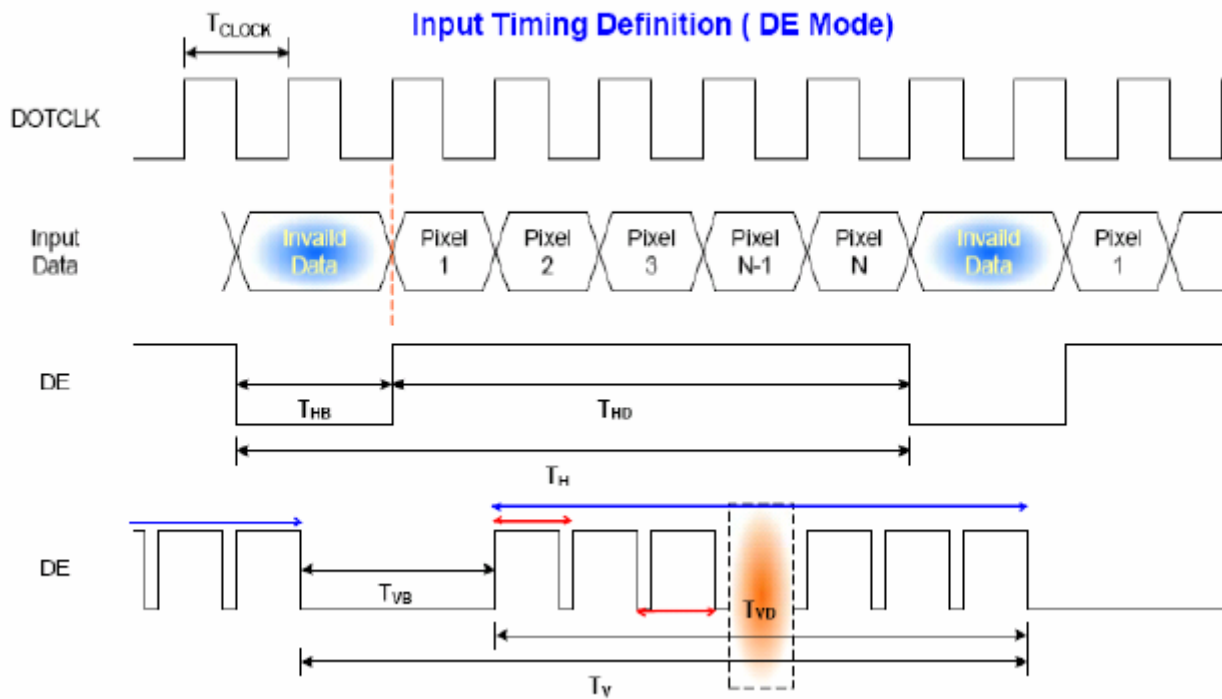 Input Timing Definition ( DE Mode)
TCLOCK
DOTCLK
Input
Data
Invaild
Data
Pixel
1
Pixel
2
Pixel
3
Pixel
N-1
Pixel
N
Invaild
Data
Pixel
1
DE
THB
THD
TH
DE
TVB
TVD
TV